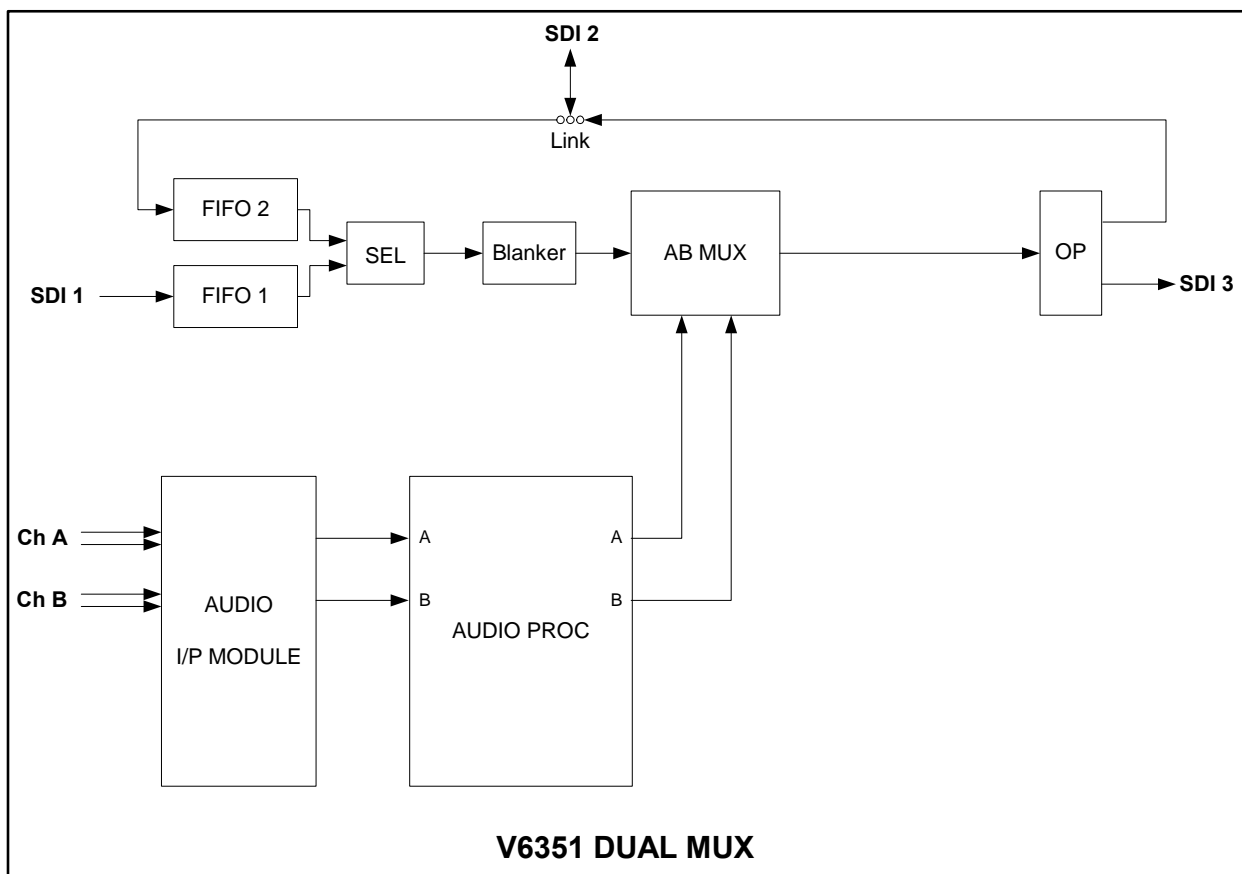 SDI 2
Link
FIFO 2
SEL
Blanker
AB MUX
OP
SDI 1
FIFO 1
SDI 3
Ch A
Ch B
AUDIO
I/P MODULE
A
B
AUDIO PROC
A
B
V6351 DUAL MUX